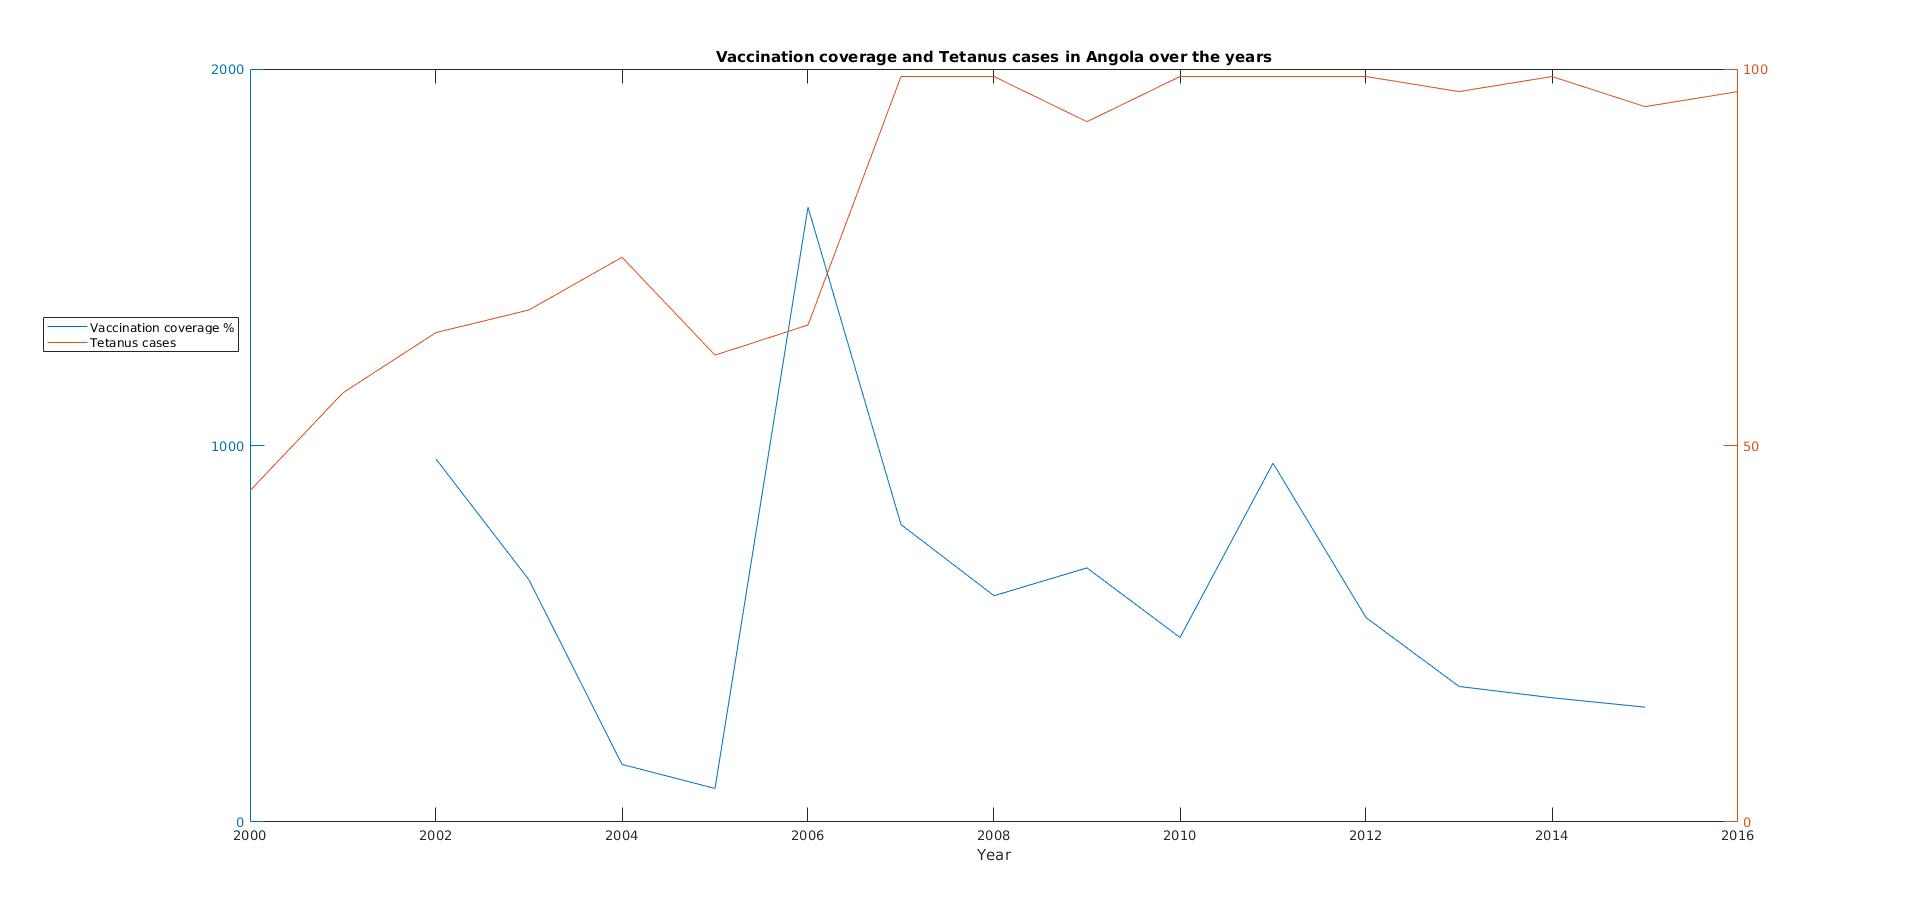 Vaccination coverage and Tetanus cases in Angola over the years
2000
100
Vaccination coverage %
Tetanus cases
1000
50
0
0
2000 2002 2004 2006 2008 2010 2012 2014 2016
Year